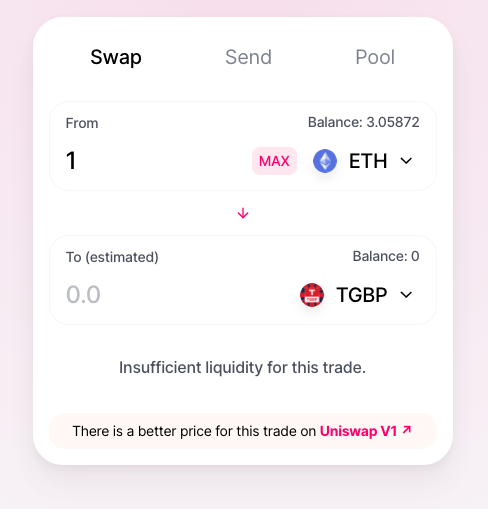 Swap Send Pool
From Balance: 3.05872
1 MAX ETH
To (estimated) Balance: 0
0.0 TGBP
Insufficient liquidity for this trade.
There is a better price for this trade on Uniswap V1 ↗